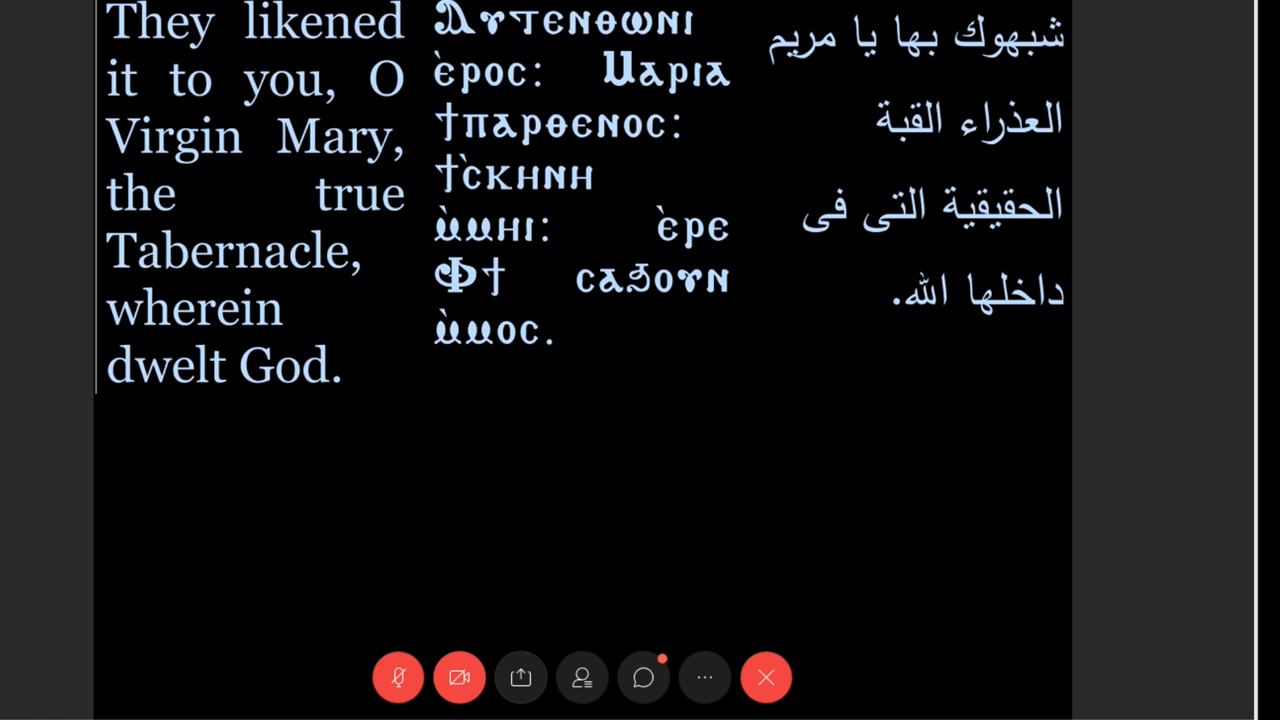 They likened
it to you, O
Virgin Mary,
the true
Tabernacle,
wherein
dwelt God.
Ⲁⲩⲧⲉⲛⲑⲱⲛⲓ
ⲉ̀ⲣⲟⲥ: Ⲙⲁⲣⲓⲁ
ϯⲡⲁⲣⲑⲉⲛⲟⲥ:
ϯⲥ̀ⲕⲏⲛⲏ
ⲙ̀ⲙⲏⲓ: ⲉ̀ⲣⲉ
Ⲫϯ ⲥⲁϧⲟⲩⲛ
ⲙ̀ⲙⲟⲥ.
شبهوك بها يا مريم
العذراء القبة
الحقيقية التى فى
داخلها الله.